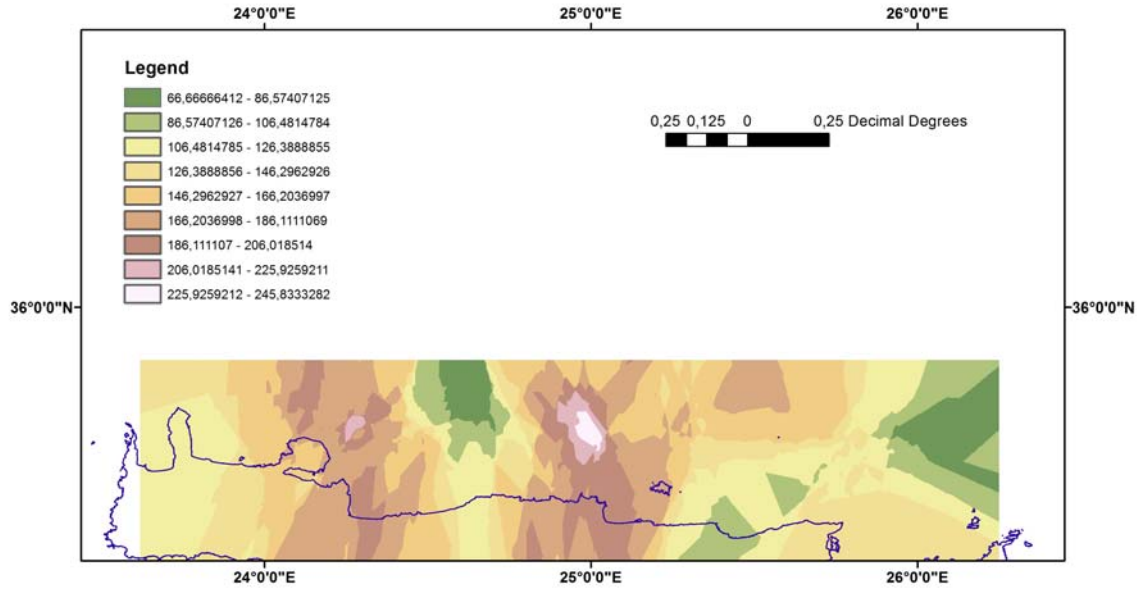 24°0'0"E 25°0'0"E 26°0'0"E
Legend
66,66666412 - 86,57407125
86,57407126 - 106,4814784
106,4814785 - 126,3888855
126,3888856 - 146,2962926
146,2962927 - 166,2036997
166,2036998 - 186,1111069
186,111107 - 206,018514
206,0185141 - 225,9259211
225,9259212 - 245,8333282
0,25 0,125 0 0,25 Decimal Degrees
36°0'0"N 36°0'0"N
24°0'0"E 25°0'0"E 26°0'0"E